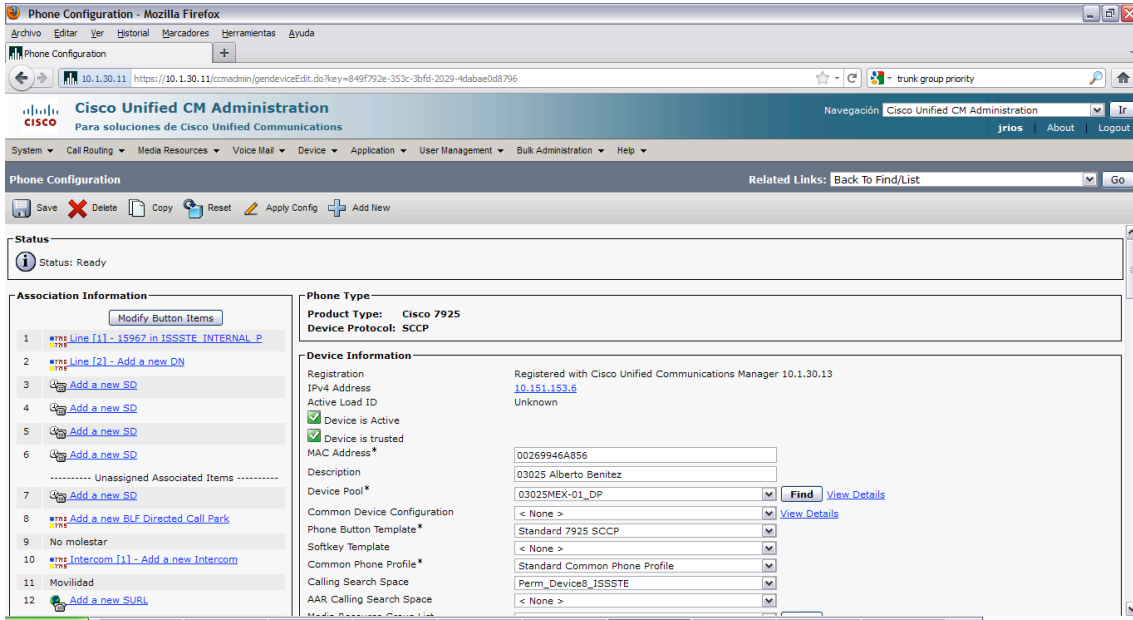 Phone Configuration - Mozilla Firefox
Archivo Editar Ver Historial Marcadores Herramientas Ayuda
Phone Configuration
10.1.30.11 https://10.1.30.11/ccmadmin/gendeviceEdit.do?key=849f792e-353c-3bfd-2029-4dabae0d8796
trunk group priority
CISCO
Cisco Unified CM Administration
Para soluciones de Cisco Unified Communications
Navegación Cisco Unified CM Administration Ir
jrios About Logout
System Call Routing Media Resources Voice Mail Device Application User Management Bulk Administration Help
Phone Configuration
Related Links: Back To Find/List Go
Save Delete Copy Reset Apply Config Add New
Status
Status: Ready
Association Information
Modify Button Items
1 Line [1] - 15967 in ISSSTE_INTERNAL_P
2 Line [2] - Add a new DN
3 Add a new SD
4 Add a new SD
5 Add a new SD
6 Add a new SD
---------- Unassigned Associated Items ----------
7 Add a new SD
8 Add a new BLF Directed Call Park
9 No molestar
10 Intercom [1] - Add a new Intercom
11 Movilidad
12 Add a new SURL
Phone Type
Product Type: Cisco 7925
Device Protocol: SCCP
Device Information
Registration Registered with Cisco Unified Communications Manager 10.1.30.13
IPv4 Address 10.151.153.6
Active Load ID Unknown
Device is Active
Device is trusted
MAC Address* 00269946A856
Description 03025 Alberto Benitez
Device Pool* 03025MEX-01_DP Find View Details
Common Device Configuration < None > View Details
Phone Button Template* Standard 7925 SCCP
Softkey Template < None >
Common Phone Profile* Standard Common Phone Profile
Calling Search Space Perm_Device8_ISSSTE
AAR Calling Search Space < None >
Media Resource Group List